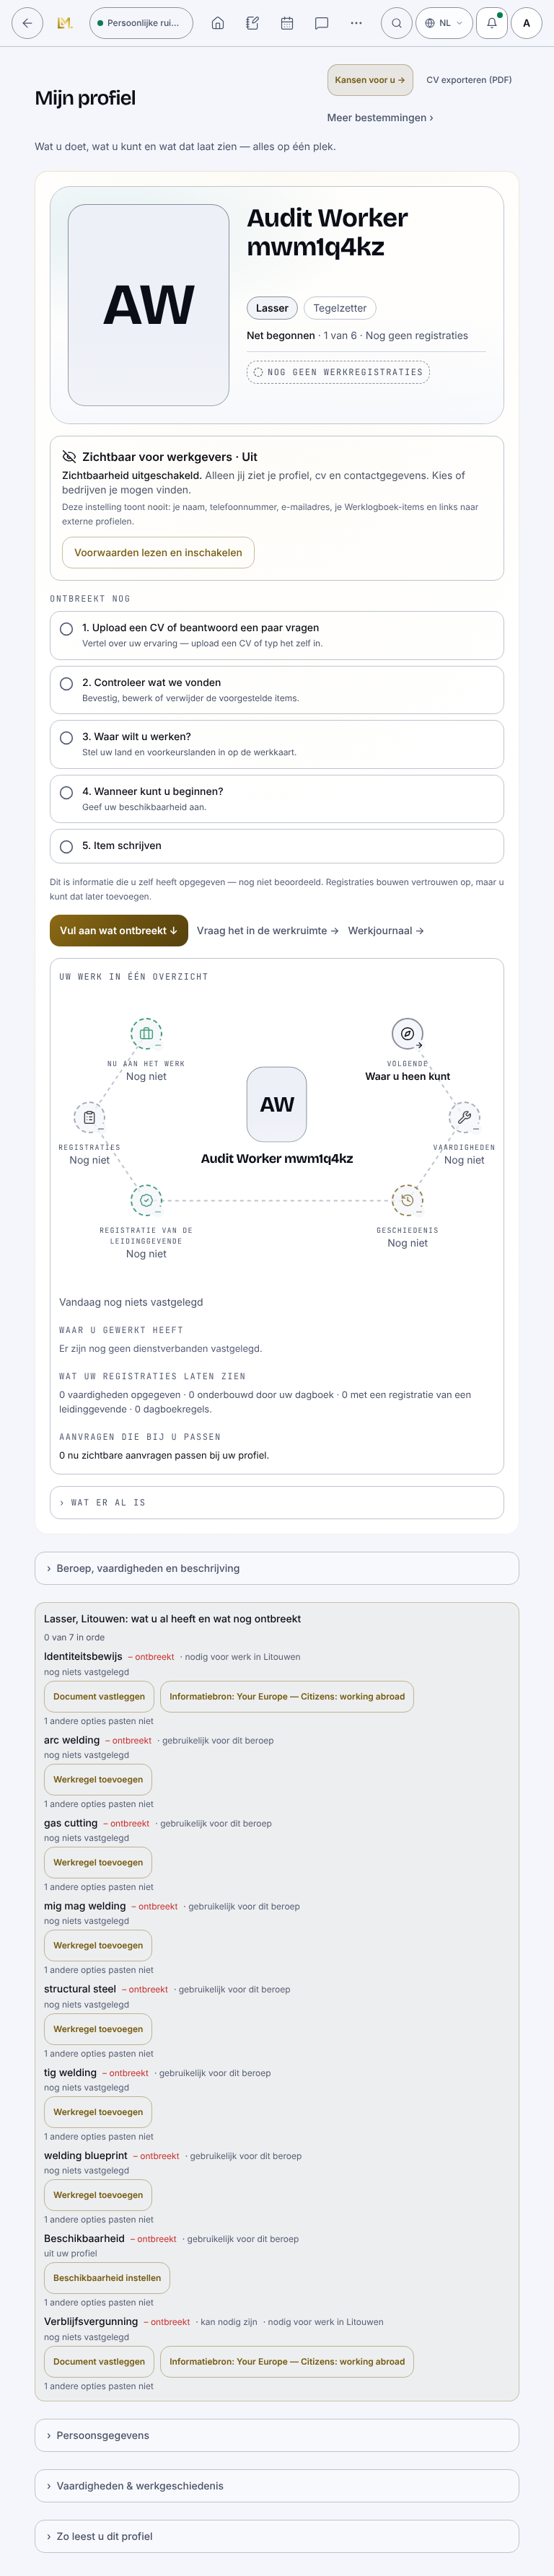 Persoonlijke rui...
NL
A
Mijn profiel
Kansen voor u →
CV exporteren (PDF)
Meer bestemmingen ›
Wat u doet, wat u kunt en wat dat laat zien — alles op één plek.
AW
Audit Worker
mwm1q4kz
Lasser
Tegelzetter
Net begonnen · 1 van 6 · Nog geen registraties
NOG GEEN WERKREGISTRATIES
Zichtbaar voor werkgevers · Uit
Zichtbaarheid uitgeschakeld. Alleen jij ziet je profiel, cv en contactgegevens. Kies of
bedrijven je mogen vinden.
Deze instelling toont nooit: je naam, telefoonnummer, e-mailadres, je Werklogboek-items en links naar
externe profielen.
Voorwaarden lezen en inschakelen
ONTBREEKT NOG
1. Upload een CV of beantwoord een paar vragen
Vertel over uw ervaring — upload een CV of typ het zelf in.
2. Controleer wat we vonden
Bevestig, bewerk of verwijder de voorgestelde items.
3. Waar wilt u werken?
Stel uw land en voorkeurslanden in op de werkkaart.
4. Wanneer kunt u beginnen?
Geef uw beschikbaarheid aan.
5. Item schrijven
Dit is informatie die u zelf heeft opgegeven — nog niet beoordeeld. Registraties bouwen vertrouwen op, maar u
kunt dat later toevoegen.
Vul aan wat ontbreekt ↓
Vraag het in de werkruimte →
Werkjournaal →
UW WERK IN ÉÉN OVERZICHT
NU AAN HET WERK
Nog niet
VOLGENDE
Waar u heen kunt
AW
REGISTRATIES
Nog niet
VAARDIGHEDEN
Nog niet
Audit Worker mwm1q4kz
REGISTRATIE VAN DE
LEIDINGGEVENDE
Nog niet
GESCHIEDENIS
Nog niet
Vandaag nog niets vastgelegd
WAAR U GEWERKT HEEFT
Er zijn nog geen dienstverbanden vastgelegd.
WAT UW REGISTRATIES LATEN ZIEN
0 vaardigheden opgegeven · 0 onderbouwd door uw dagboek · 0 met een registratie van een
leidinggevende · 0 dagboekregels.
AANVRAGEN DIE BIJ U PASSEN
0 nu zichtbare aanvragen passen bij uw profiel.
› WAT ER AL IS
› Beroep, vaardigheden en beschrijving
Lasser, Litouwen: wat u al heeft en wat nog ontbreekt
0 van 7 in orde
Identiteitsbewijs – ontbreekt · nodig voor werk in Litouwen
nog niets vastgelegd
Document vastleggen
Informatiebron: Your Europe — Citizens: working abroad
1 andere opties pasten niet
arc welding – ontbreekt · gebruikelijk voor dit beroep
nog niets vastgelegd
Werkregel toevoegen
1 andere opties pasten niet
gas cutting – ontbreekt · gebruikelijk voor dit beroep
nog niets vastgelegd
Werkregel toevoegen
1 andere opties pasten niet
mig mag welding – ontbreekt · gebruikelijk voor dit beroep
nog niets vastgelegd
Werkregel toevoegen
1 andere opties pasten niet
structural steel – ontbreekt · gebruikelijk voor dit beroep
nog niets vastgelegd
Werkregel toevoegen
1 andere opties pasten niet
tig welding – ontbreekt · gebruikelijk voor dit beroep
nog niets vastgelegd
Werkregel toevoegen
1 andere opties pasten niet
welding blueprint – ontbreekt · gebruikelijk voor dit beroep
nog niets vastgelegd
Werkregel toevoegen
1 andere opties pasten niet
Beschikbaarheid – ontbreekt · gebruikelijk voor dit beroep
uit uw profiel
Beschikbaarheid instellen
1 andere opties pasten niet
Verblijfsvergunning – ontbreekt · kan nodig zijn · nodig voor werk in Litouwen
nog niets vastgelegd
Document vastleggen
Informatiebron: Your Europe — Citizens: working abroad
1 andere opties pasten niet
› Persoonsgegevens
› Vaardigheden & werkgeschiedenis
› Zo leest u dit profiel